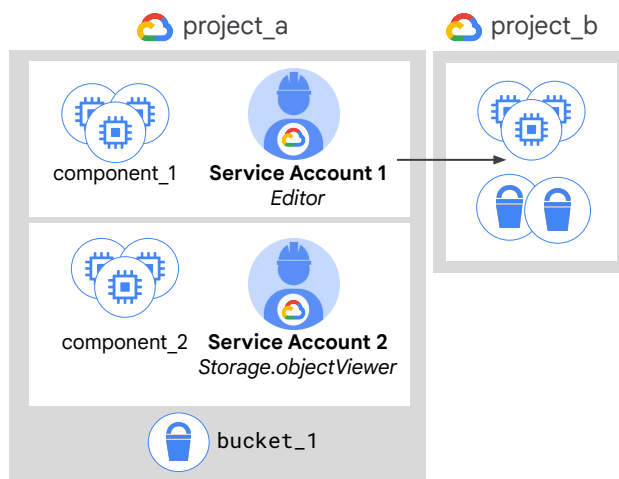 project_a
project_b
component_1
Service Account 1
Editor
component_2
Service Account 2
Storage.objectViewer
bucket_1